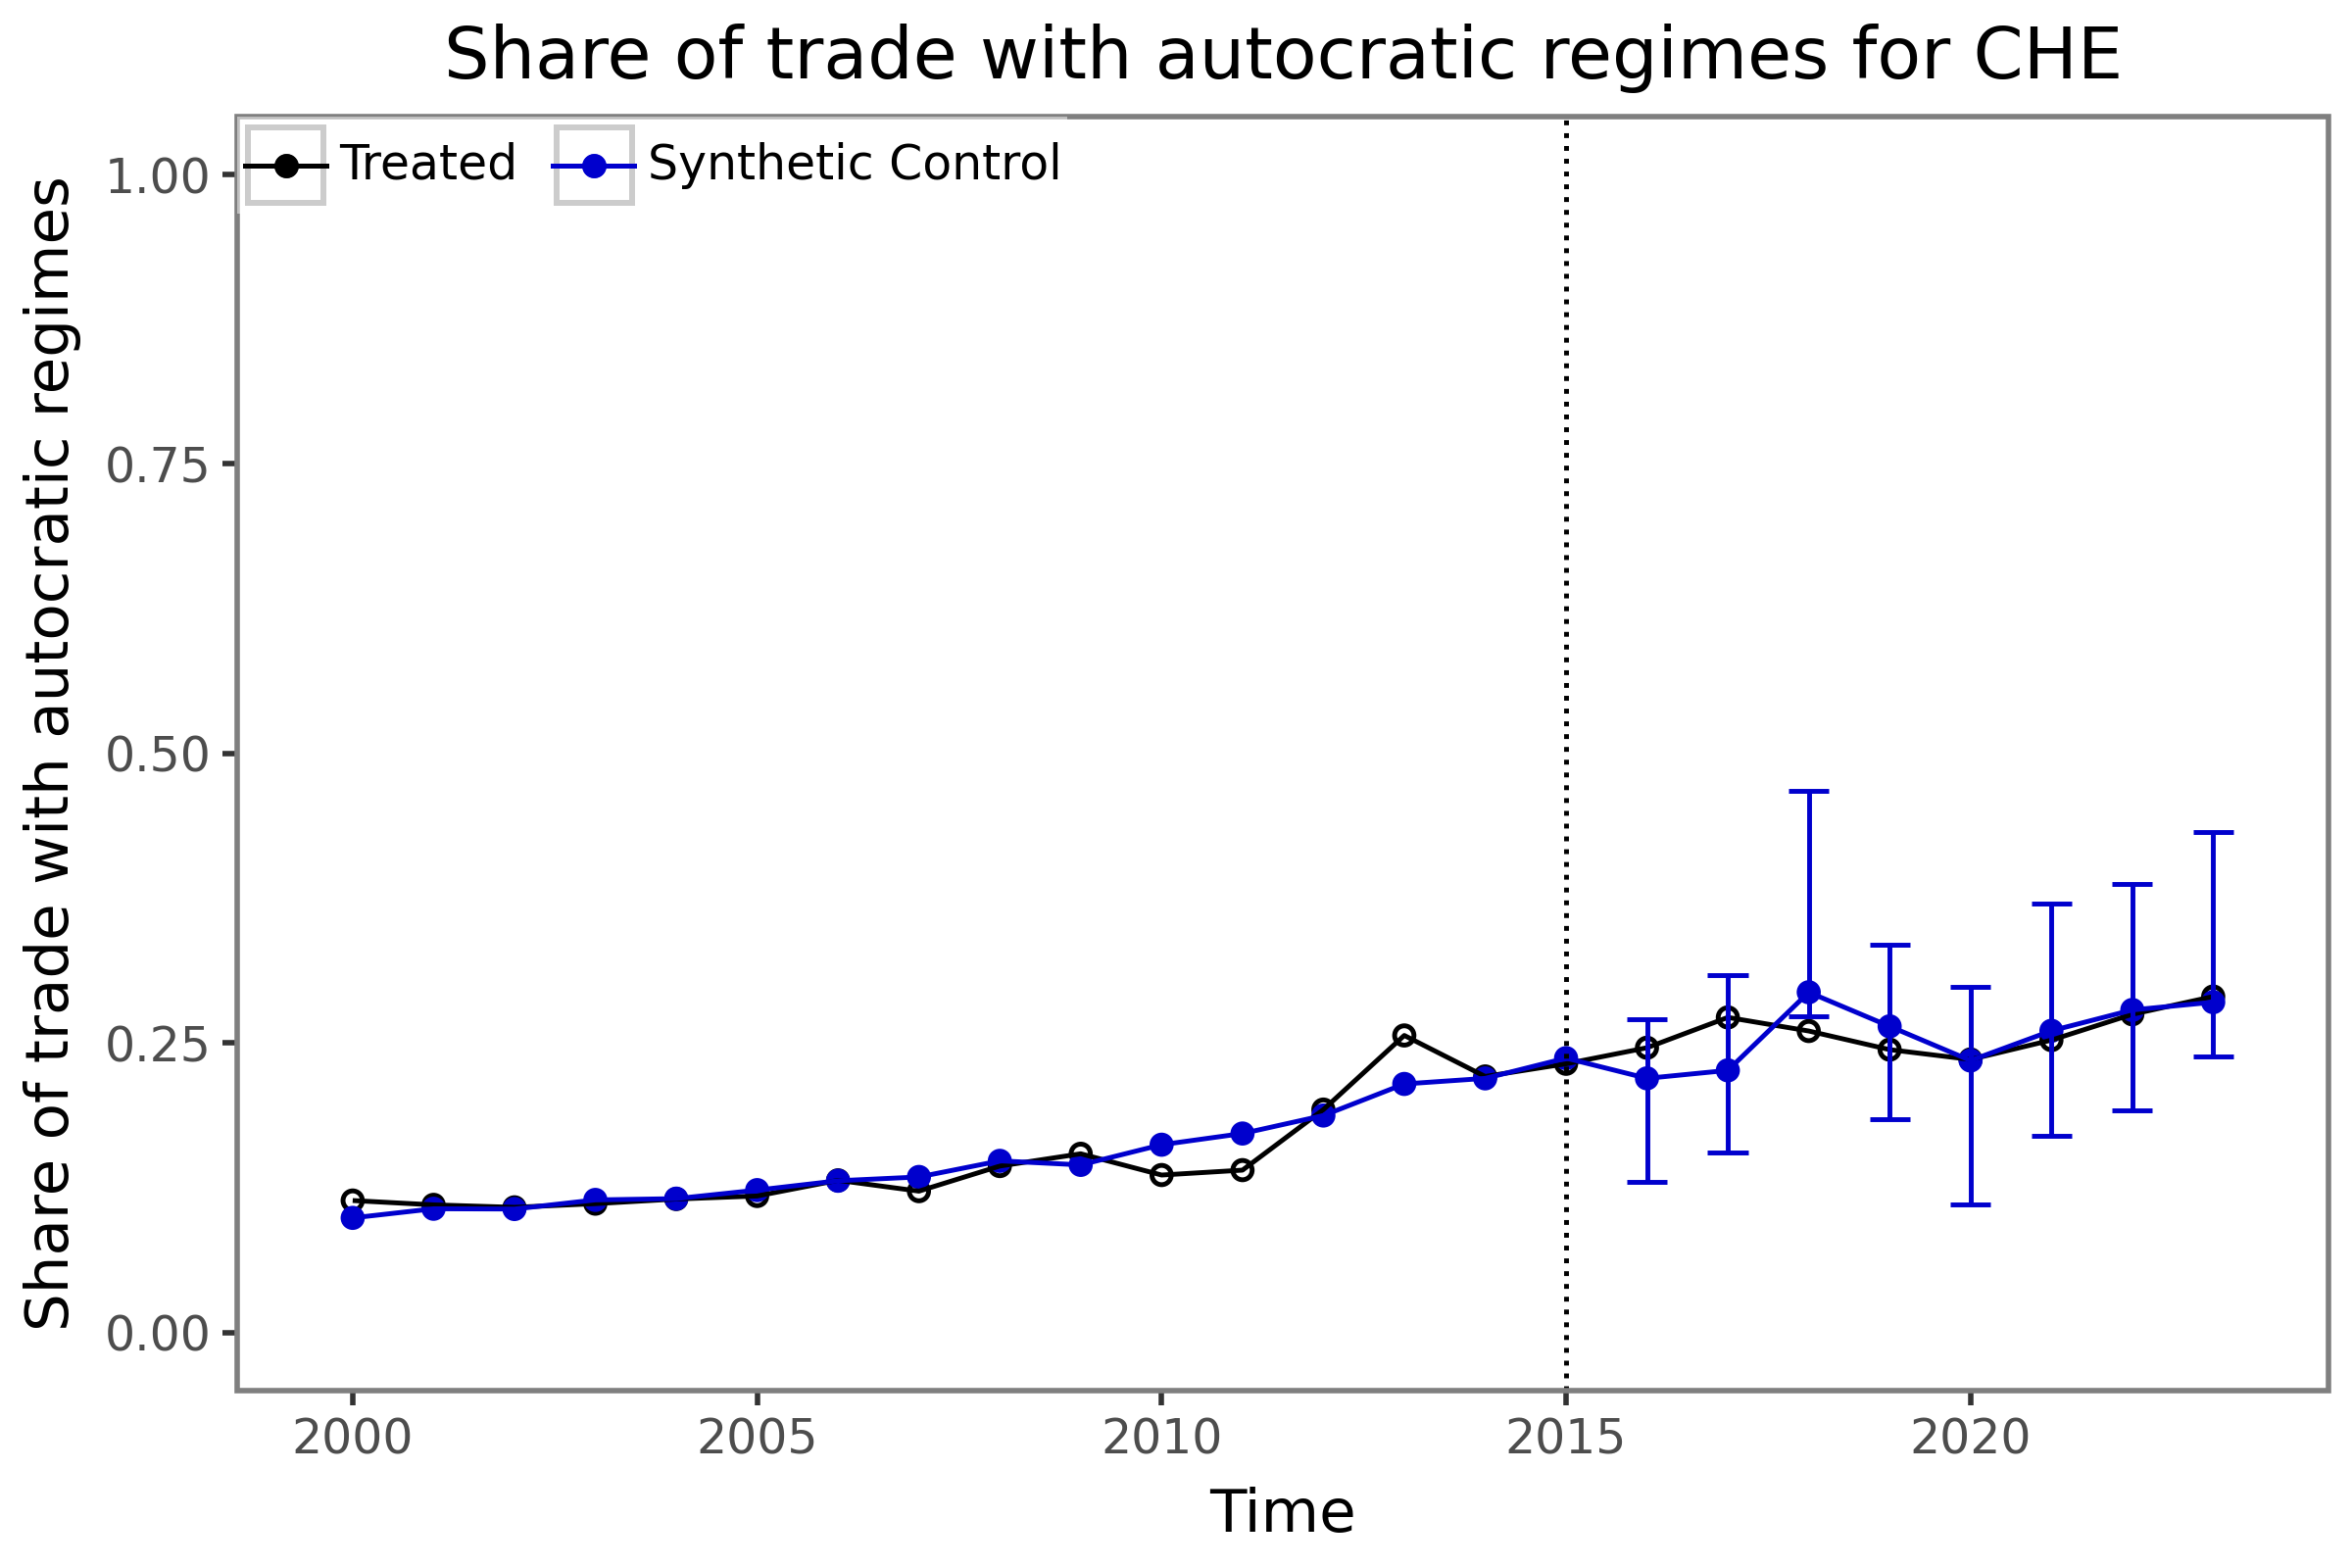 Share of trade with autocratic regimes for CHE
Treated
Synthetic Control
Share of trade with autocratic regimes
1.00
0.75
0.50
0.25
0.00
2000
2005
2010
2015
2020
Time